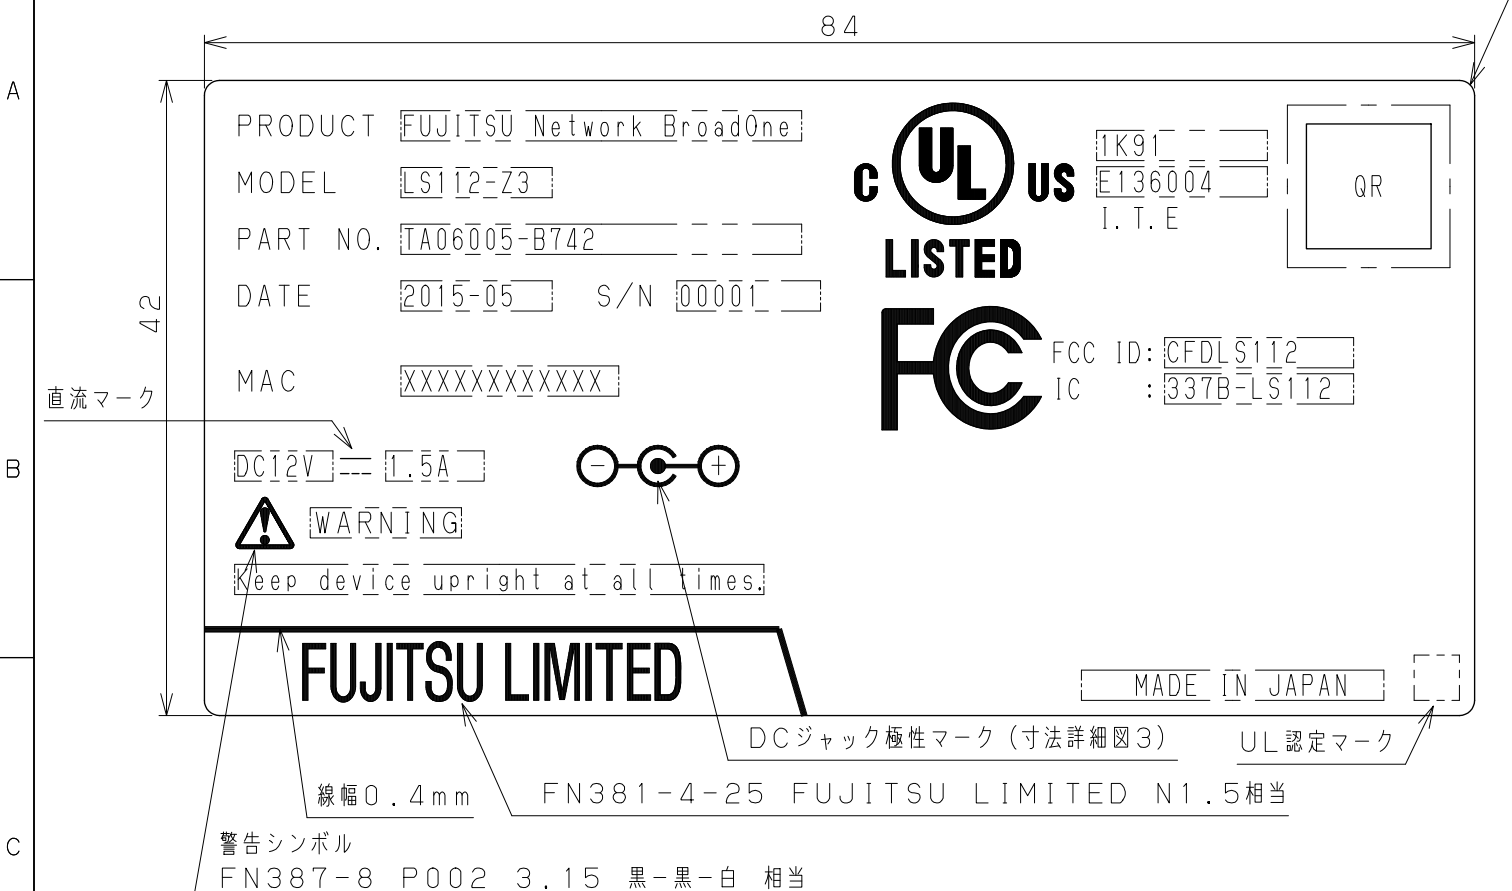 84
A
PRODUCT FUJITSU Network BroadOne
MODEL LS112-Z3
PART NO. TA06005-B742
DATE 2015-05 S/N 00001
MAC XXXXXXXXXXXX
C UL US
LISTED
1K91
E136004
I.T.E
QR
42
FC
FCC ID: CFDLS112
IC : 337B-LS112
直流マーク
B
DC12V 1.5A
- +
! WARNING
Keep device upright at all times.
FUJITSU LIMITED
MADE IN JAPAN
DCジャック極性マーク (寸法詳細図3)
UL認定マーク
線幅0.4mm
FN381-4-25 FUJITSU LIMITED N1.5相当
C
警告シンボル
FN387-8 P002 3.15 黒-黒-白 相当